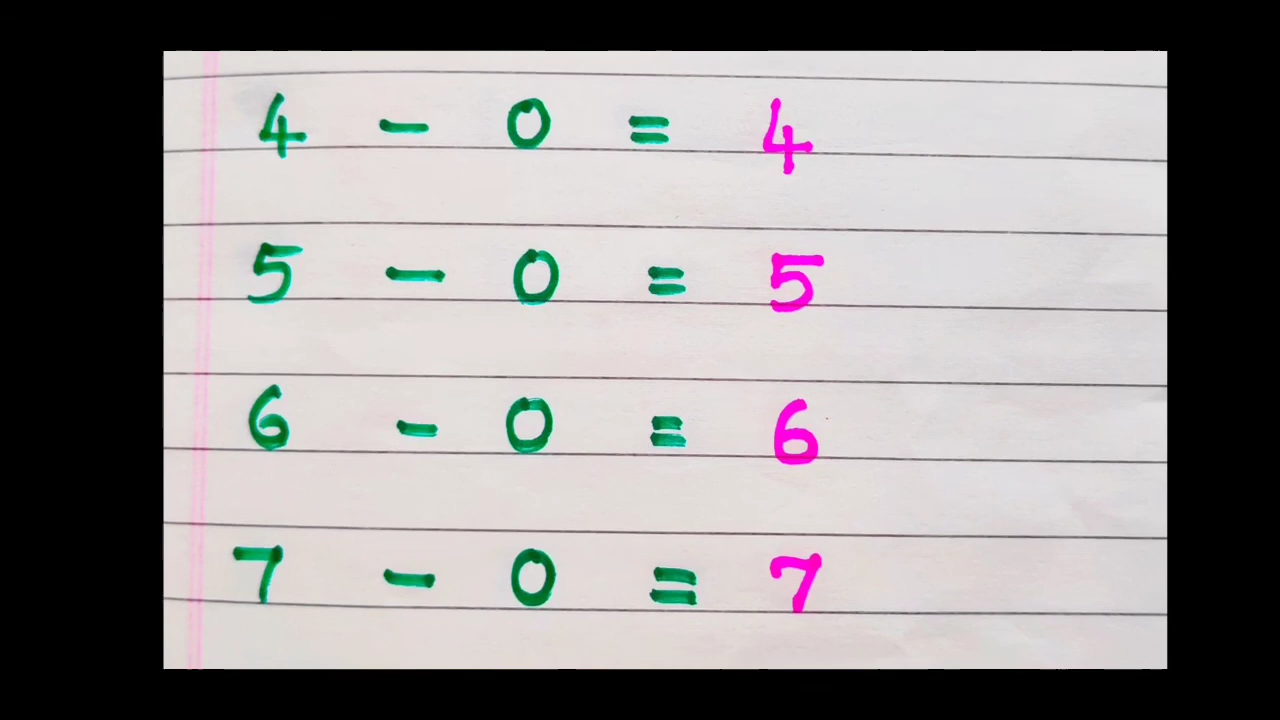 4 - 0 = 4
5 - 0 = 5
6 - 0 = 6
7 - 0 = 7